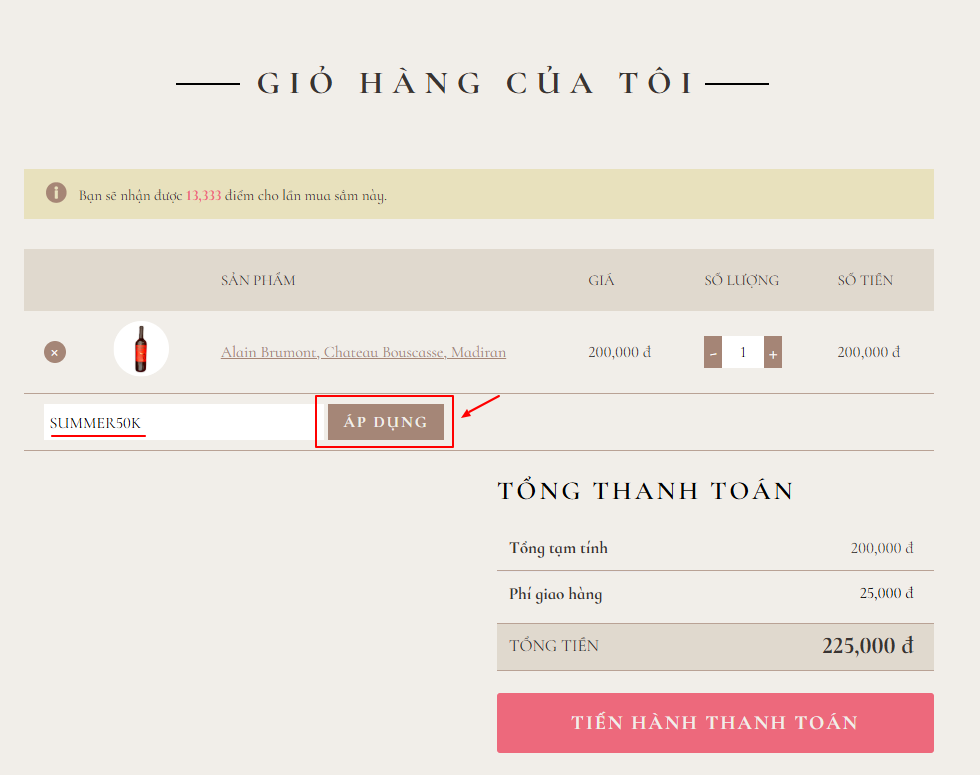 GIỎ HÀNG CỦA TÔI
Bạn sẽ nhận được 13,333 điểm cho lần mua sắm này.
SẢN PHẨM GIÁ SỐ LƯỢNG SỐ TIỀN
× Alain Brumont, Chateau Bouscasse, Madiran 200,000 đ - 1 + 200,000 đ
SUMMER50K ÁP DỤNG
TỔNG THANH TOÁN
Tổng tạm tính 200,000 đ
Phí giao hàng 25,000 đ
TỔNG TIỀN 225,000 đ
TIẾN HÀNH THANH TOÁN